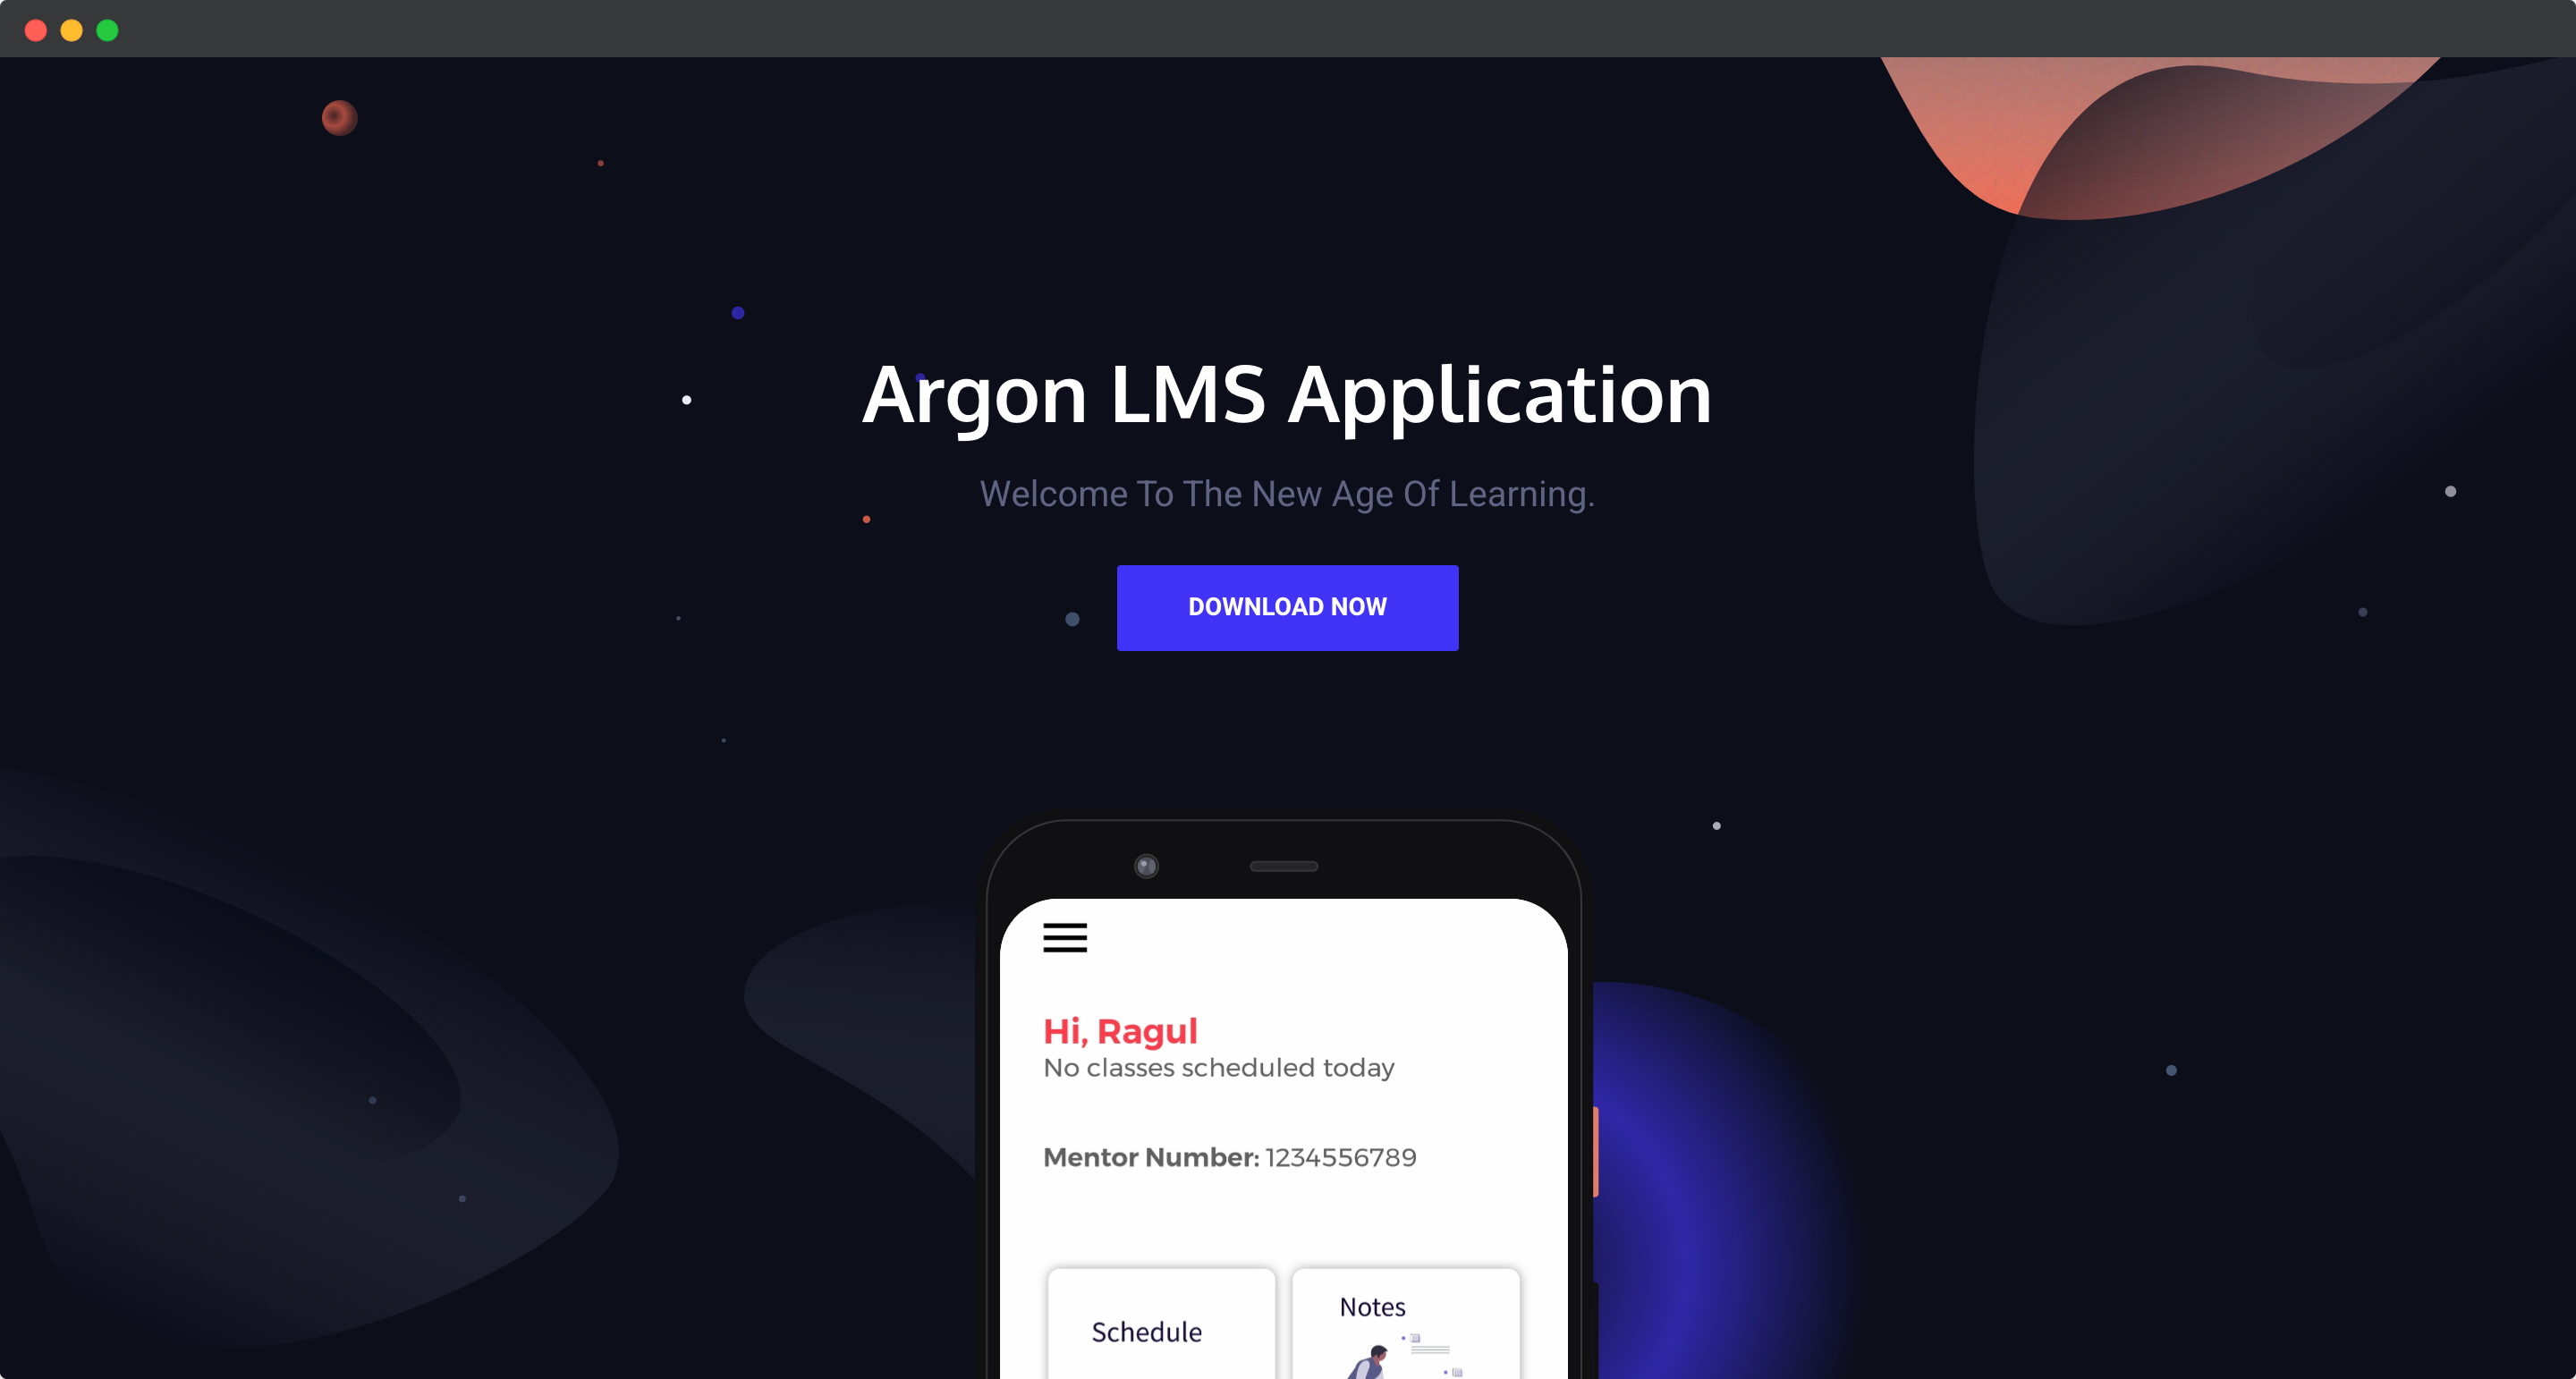 Argon LMS Application
Welcome To The New Age Of Learning.
DOWNLOAD NOW
Hi, Ragul
No classes scheduled today
Mentor Number: 1234556789
Notes
Schedule